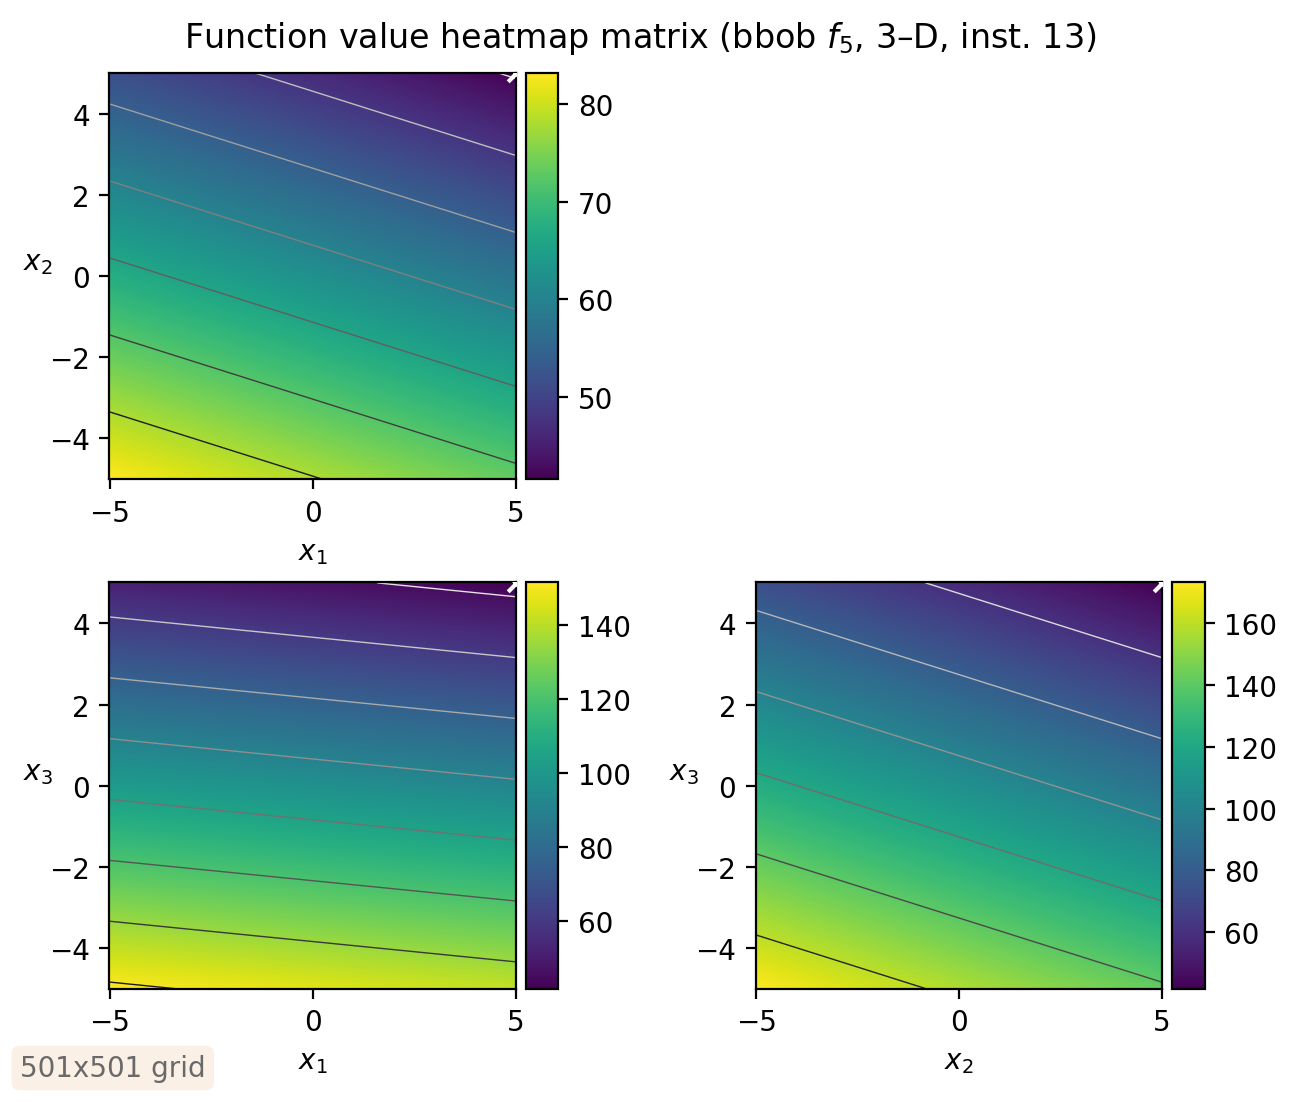 Function value heatmap matrix (bbob f₅, 3–D, inst. 13)
4
2
0
−2
−4
x₂
−5 0 5
x₁
80
70
60
50
4
2
0
−2
−4
x₃
−5 0 5
x₁
140
120
100
80
60
4
2
0
−2
−4
x₃
−5 0 5
x₂
160
140
120
100
80
60
501x501 grid